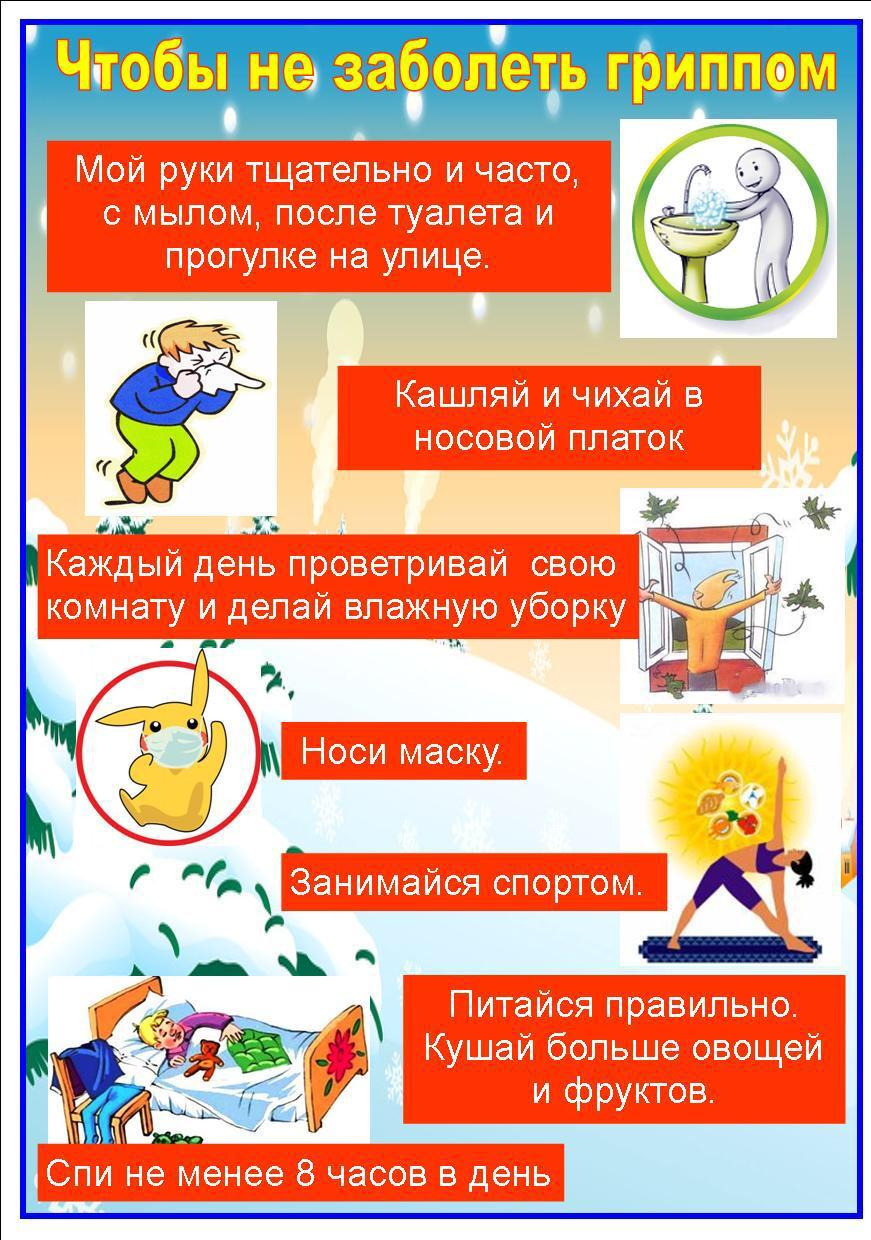 Чтобы не заболеть гриппом
Мой руки тщательно и часто,
с мылом, после туалета и
прогулке на улице.
Кашляй и чихай в
носовой платок
Каждый день проветривай свою
комнату и делай влажную уборку
Носи маску.
Занимайся спортом.
Питайся правильно.
Кушай больше овощей
и фруктов.
Спи не менее 8 часов в день